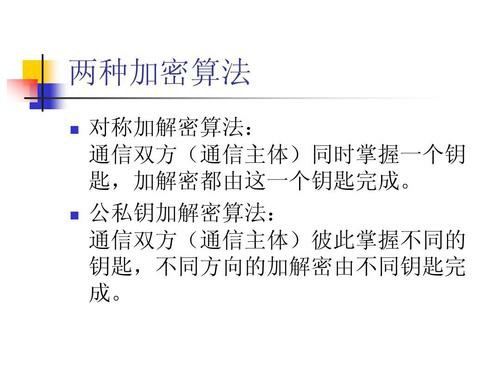 两种加密算法
对称加解密算法：
通信双方（通信主体）同时掌握一个钥
匙，加解密都由这一个钥匙完成。
公私钥加解密算法：
通信双方（通信主体）彼此掌握不同的
钥匙，不同方向的加解密由不同钥匙完
成。